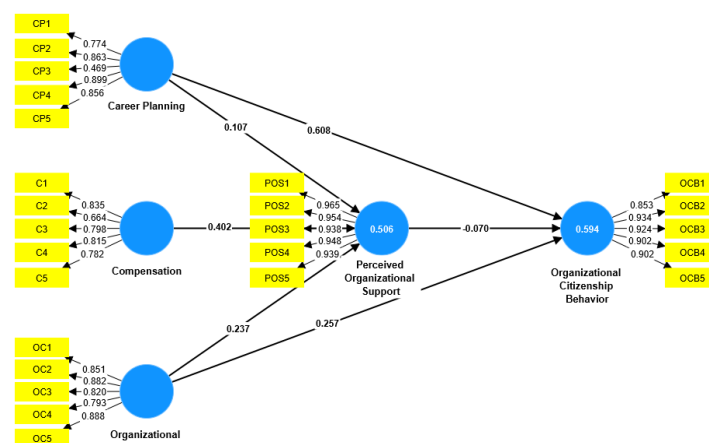 CP1
CP2
CP3
CP4
CP5
0.774
0.863
0.469
0.899
0.856
Career Planning
0.107
0.608
C1
C2
C3
C4
C5
0.835
0.664
0.798
0.815
0.782
Compensation
0.402
POS1
POS2
POS3
POS4
POS5
0.965
0.954
0.938
0.948
0.939
0.506
Perceived
Organizational
Support
-0.070
0.594
Organizational
Citizenship
Behavior
0.853
0.934
0.924
0.902
0.902
OCB1
OCB2
OCB3
OCB4
OCB5
0.237
0.257
OC1
OC2
OC3
OC4
OC5
0.851
0.882
0.820
0.793
0.888
Organizational